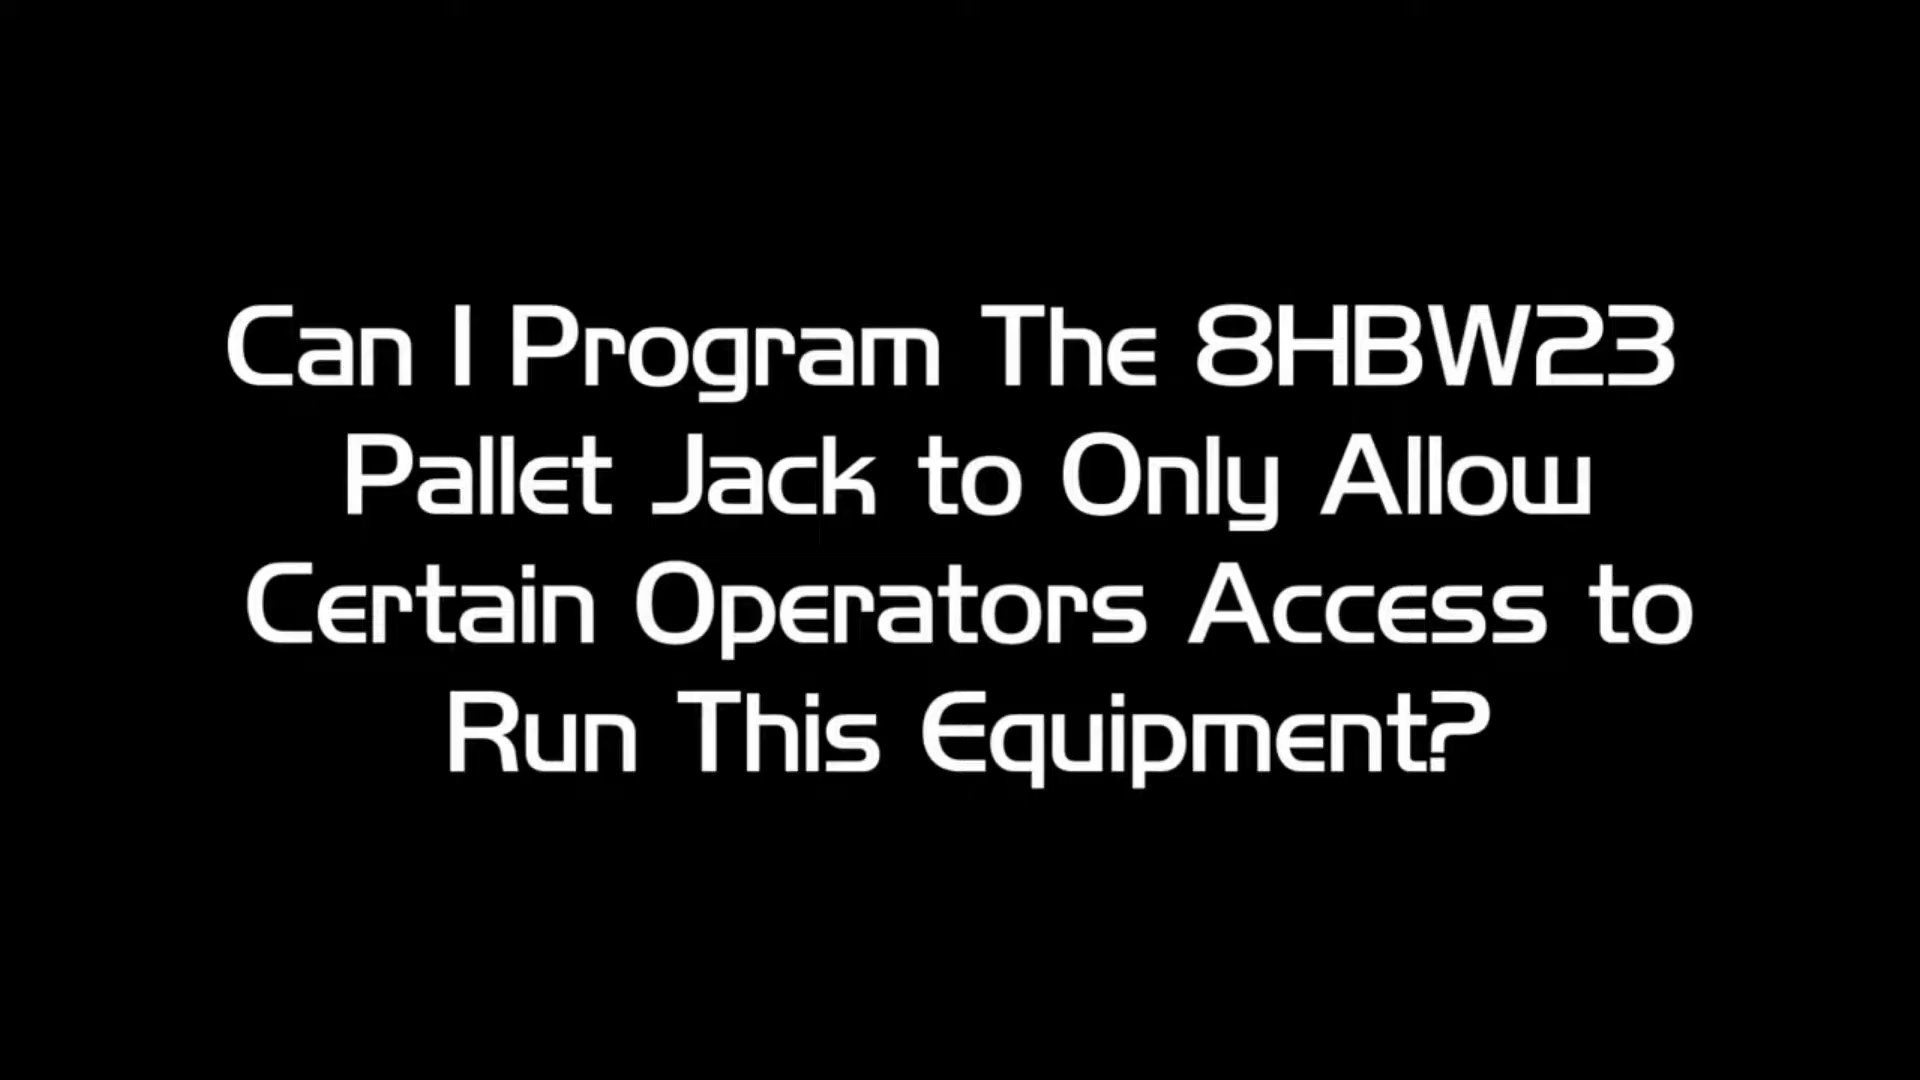 Can I Program The 8HBW23
Pallet Jack to Only Allow
Certain Operators Access to
Run This Equipment?